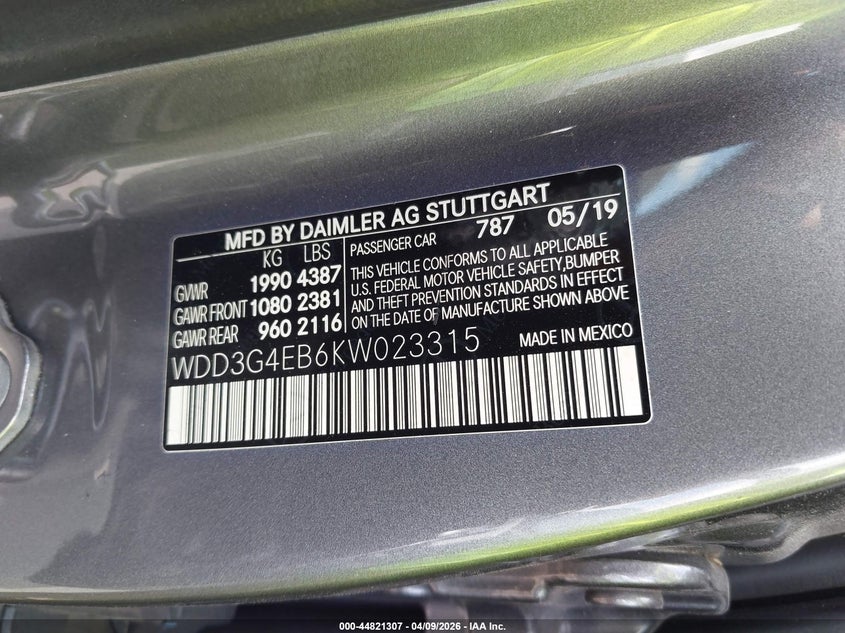 MFD BY DAIMLER AG STUTTGART
KG LBS
GVWR 1990 4387
GAWR FRONT 1080 2381
GAWR REAR 960 2116
PASSENGER CAR 787 05/19
THIS VEHICLE CONFORMS TO ALL APPLICABLE
U.S. FEDERAL MOTOR VEHICLE SAFETY,BUMPER
AND THEFT PREVENTION STANDARDS IN EFFECT
ON THE DATE OF MANUFACTURE SHOWN ABOVE
WDD3G4EB6KW023315 MADE IN MEXICO
000-44821307 - 04/09/2026 - IAA Inc.